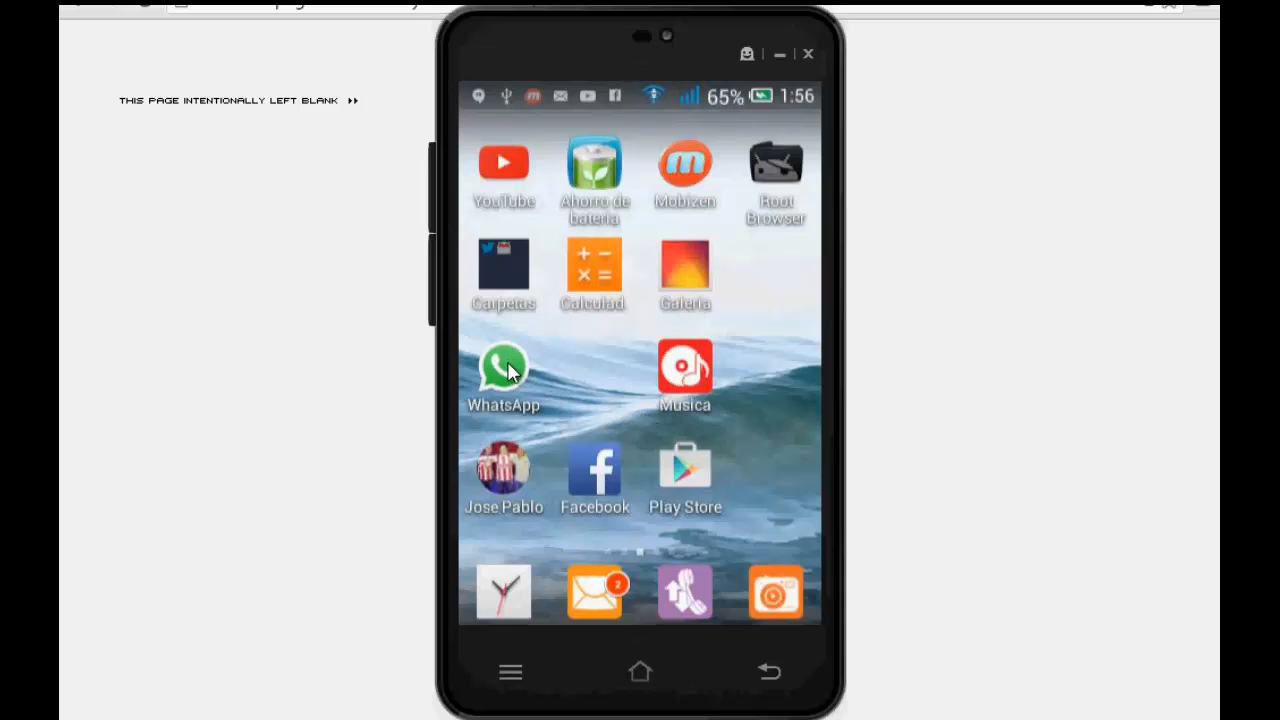 THIS PAGE INTENTIONALLY LEFT BLANK
65% 1:56
YouTube
Ahorro de
batería
Mobizen
Root
Browser
Carpetas
Calculad
Galería
WhatsApp
Musica
Jose Pablo
Facebook
Play Store
2